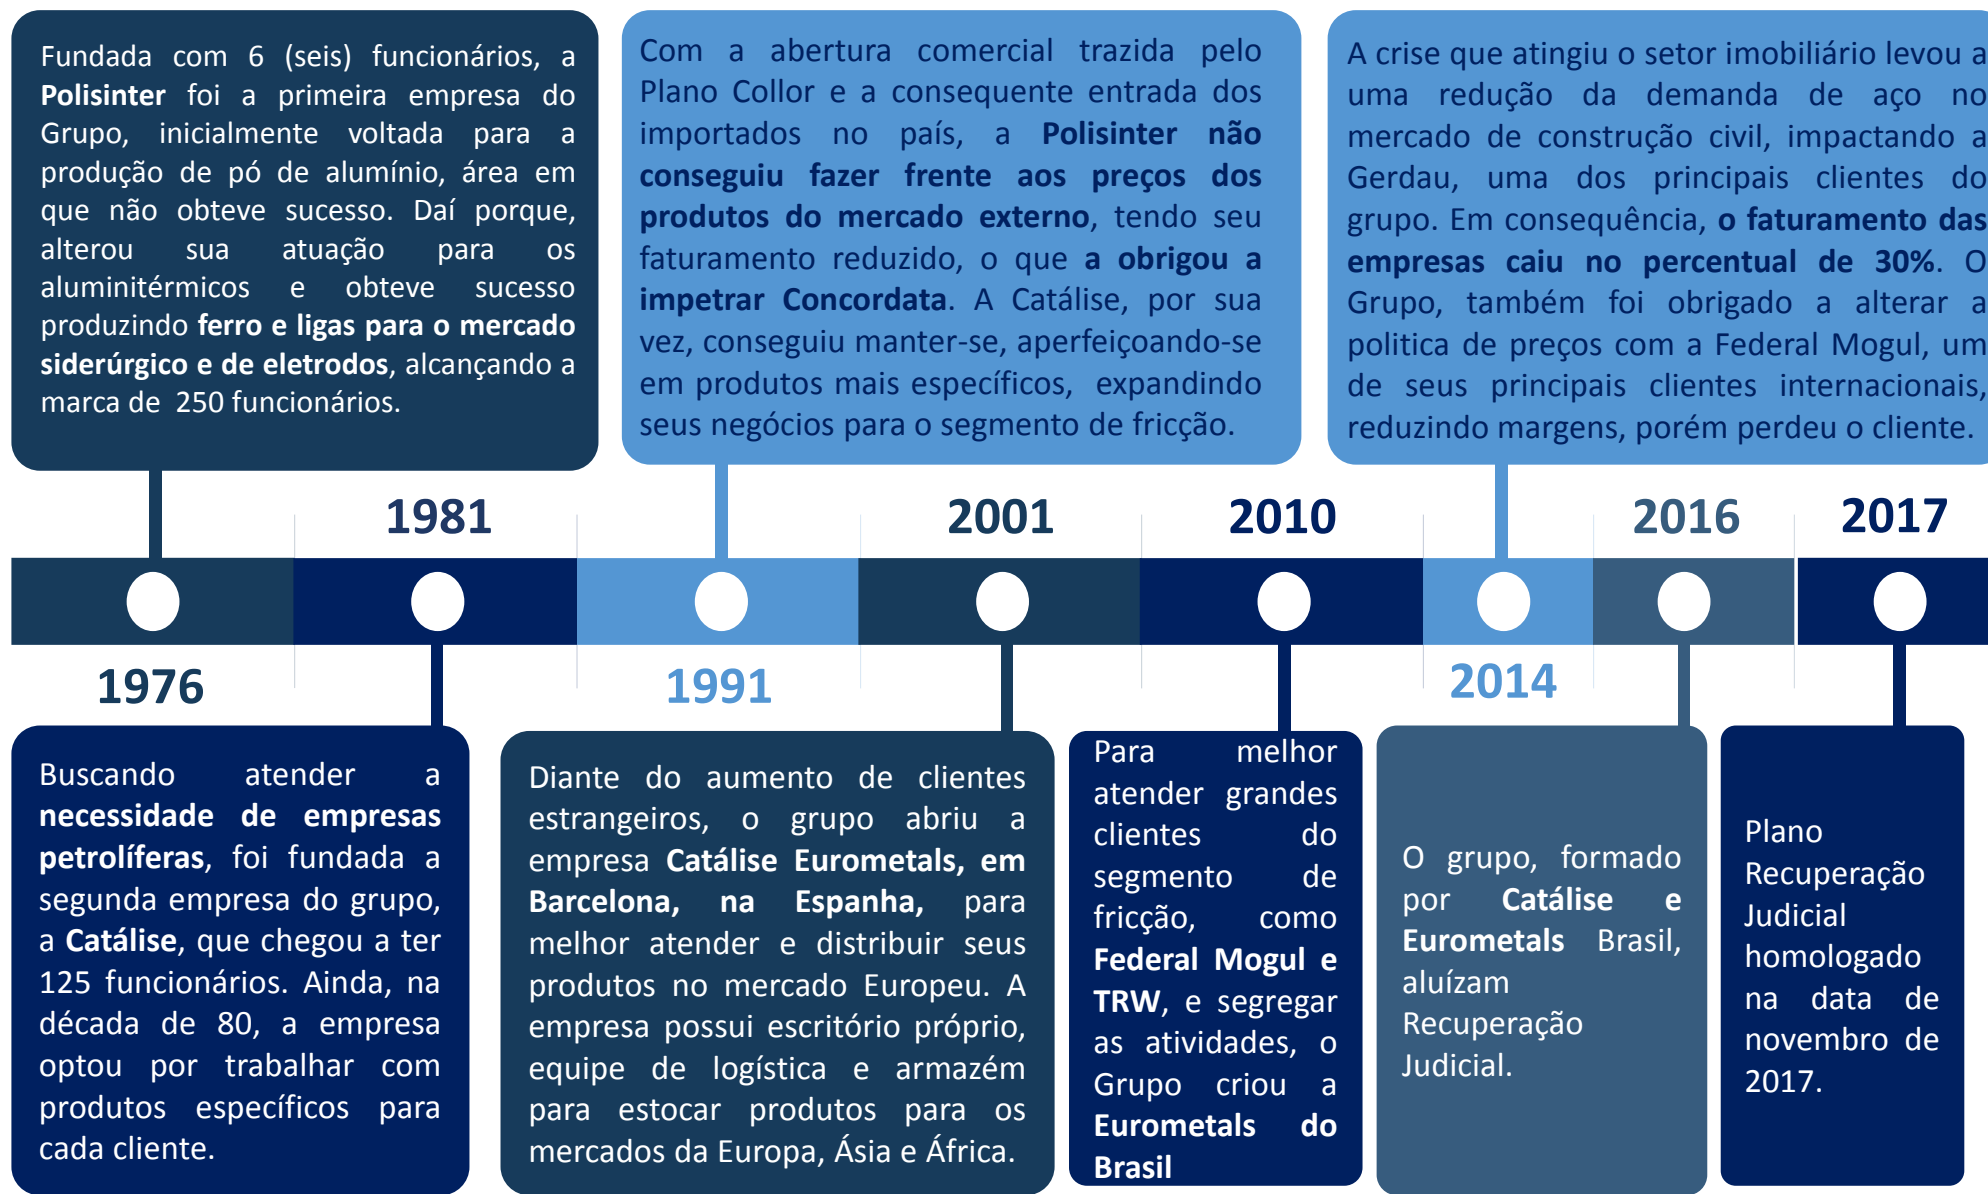 Fundada com 6 (seis) funcionários, a
Polisinter foi a primeira empresa do
Grupo, inicialmente voltada para a
produção de pó de alumínio, área em
que não obteve sucesso. Daí porque,
alterou sua atuação para os
aluminitérmicos e obteve sucesso
produzindo ferro e ligas para o mercado
siderúrgico e de eletrodos, alcançando a
marca de 250 funcionários.
Com a abertura comercial trazida pelo
Plano Collor e a consequente entrada dos
importados no país, a Polisinter não
conseguiu fazer frente aos preços dos
produtos do mercado externo, tendo seu
faturamento reduzido, o que a obrigou a
impetrar Concordata. A Catálise, por sua
vez, conseguiu manter-se, aperfeiçoando-se
em produtos mais específicos, expandindo
seus negócios para o segmento de fricção.
A crise que atingiu o setor imobiliário levou a
uma redução da demanda de aço no
mercado de construção civil, impactando a
Gerdau, uma dos principais clientes do
grupo. Em consequência, o faturamento das
empresas caiu no percentual de 30%. O
Grupo, também foi obrigado a alterar a
politica de preços com a Federal Mogul, um
de seus principais clientes internacionais,
reduzindo margens, porém perdeu o cliente.
1981
2001
2010
2016
2017
1976
1991
2014
Buscando atender a
necessidade de empresas
petrolíferas, foi fundada a
segunda empresa do grupo,
a Catálise, que chegou a ter
125 funcionários. Ainda, na
década de 80, a empresa
optou por trabalhar com
produtos específicos para
cada cliente.
Diante do aumento de clientes
estrangeiros, o grupo abriu a
empresa Catálise Eurometals, em
Barcelona, na Espanha, para
melhor atender e distribuir seus
produtos no mercado Europeu. A
empresa possui escritório próprio,
equipe de logística e armazém
para estocar produtos para os
mercados da Europa, Ásia e África.
Para melhor
atender grandes
clientes do
segmento de
fricção, como
Federal Mogul e
TRW, e segregar
as atividades, o
Grupo criou a
Eurometals do
Brasil
O grupo, formado
por Catálise e
Eurometals Brasil,
aluízam
Recuperação
Judicial.
Plano
Recuperação
Judicial
homologado
na data de
novembro de
2017.